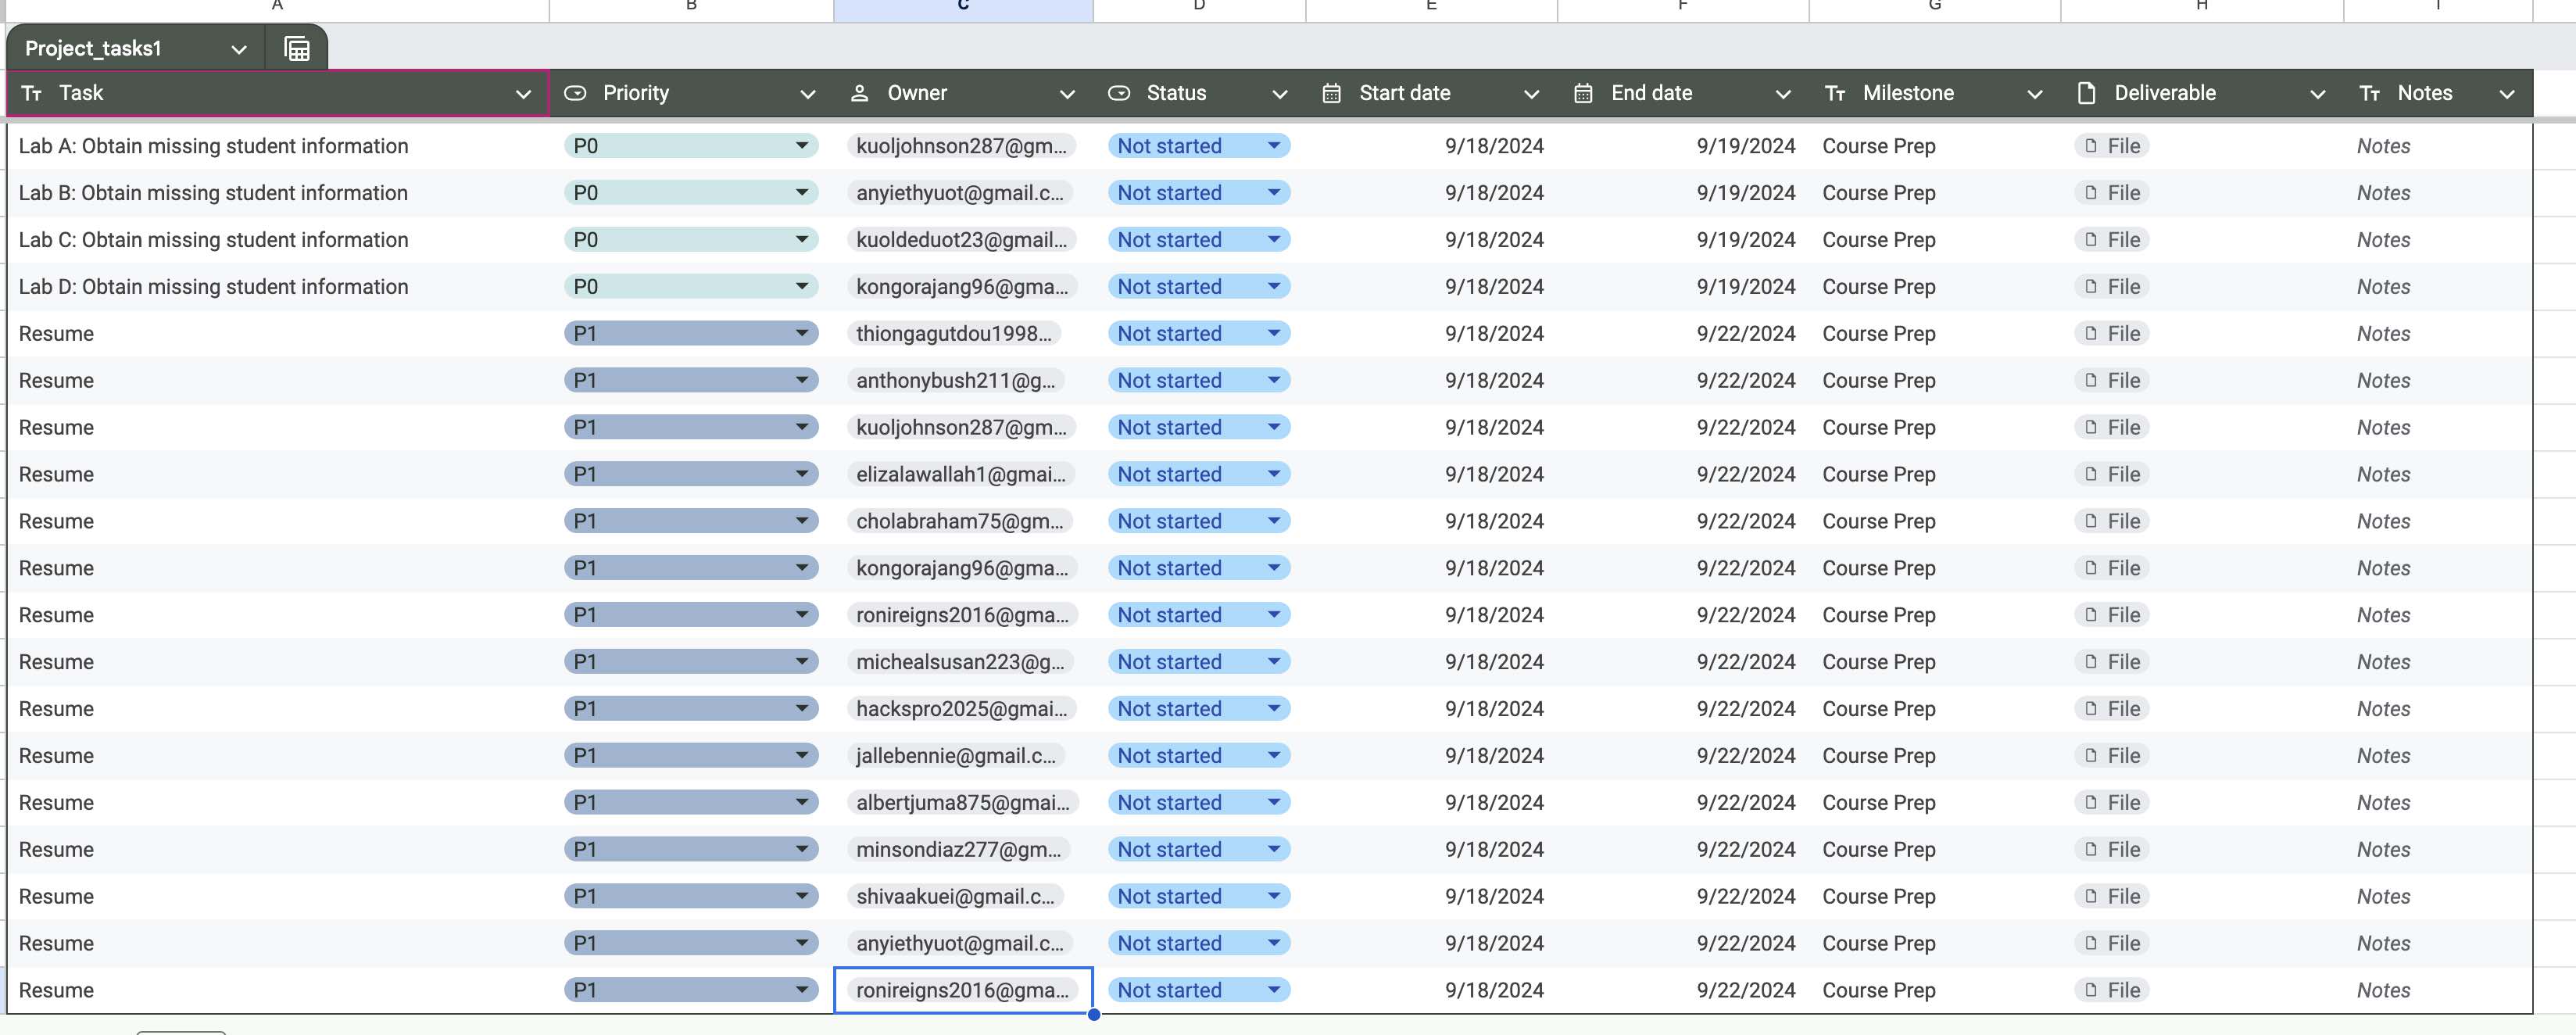 A B C D E F G H I
Project_tasks1
Task Priority Owner Status Start date End date Milestone Deliverable Notes
Lab A: Obtain missing student information P0 kuoljohnson287@gm... Not started 9/18/2024 9/19/2024 Course Prep File Notes
Lab B: Obtain missing student information P0 anyiethyuot@gmail.c... Not started 9/18/2024 9/19/2024 Course Prep File Notes
Lab C: Obtain missing student information P0 kuoldeduot23@gmail... Not started 9/18/2024 9/19/2024 Course Prep File Notes
Lab D: Obtain missing student information P0 kongorajang96@gma... Not started 9/18/2024 9/19/2024 Course Prep File Notes
Resume P1 thiongagutdou1998... Not started 9/18/2024 9/22/2024 Course Prep File Notes
Resume P1 anthonybush211@g... Not started 9/18/2024 9/22/2024 Course Prep File Notes
Resume P1 kuoljohnson287@gm... Not started 9/18/2024 9/22/2024 Course Prep File Notes
Resume P1 elizalawallah1@gmai... Not started 9/18/2024 9/22/2024 Course Prep File Notes
Resume P1 cholabraham75@gm... Not started 9/18/2024 9/22/2024 Course Prep File Notes
Resume P1 kongorajang96@gma... Not started 9/18/2024 9/22/2024 Course Prep File Notes
Resume P1 ronireigns2016@gma... Not started 9/18/2024 9/22/2024 Course Prep File Notes
Resume P1 michealsusan223@g... Not started 9/18/2024 9/22/2024 Course Prep File Notes
Resume P1 hackspro2025@gmai... Not started 9/18/2024 9/22/2024 Course Prep File Notes
Resume P1 jallebennie@gmail.c... Not started 9/18/2024 9/22/2024 Course Prep File Notes
Resume P1 albertjuma875@gmai... Not started 9/18/2024 9/22/2024 Course Prep File Notes
Resume P1 minsondiaz277@gm... Not started 9/18/2024 9/22/2024 Course Prep File Notes
Resume P1 shivaakuei@gmail.c... Not started 9/18/2024 9/22/2024 Course Prep File Notes
Resume P1 anyiethyuot@gmail.c... Not started 9/18/2024 9/22/2024 Course Prep File Notes
Resume P1 ronireigns2016@gma... Not started 9/18/2024 9/22/2024 Course Prep File Notes